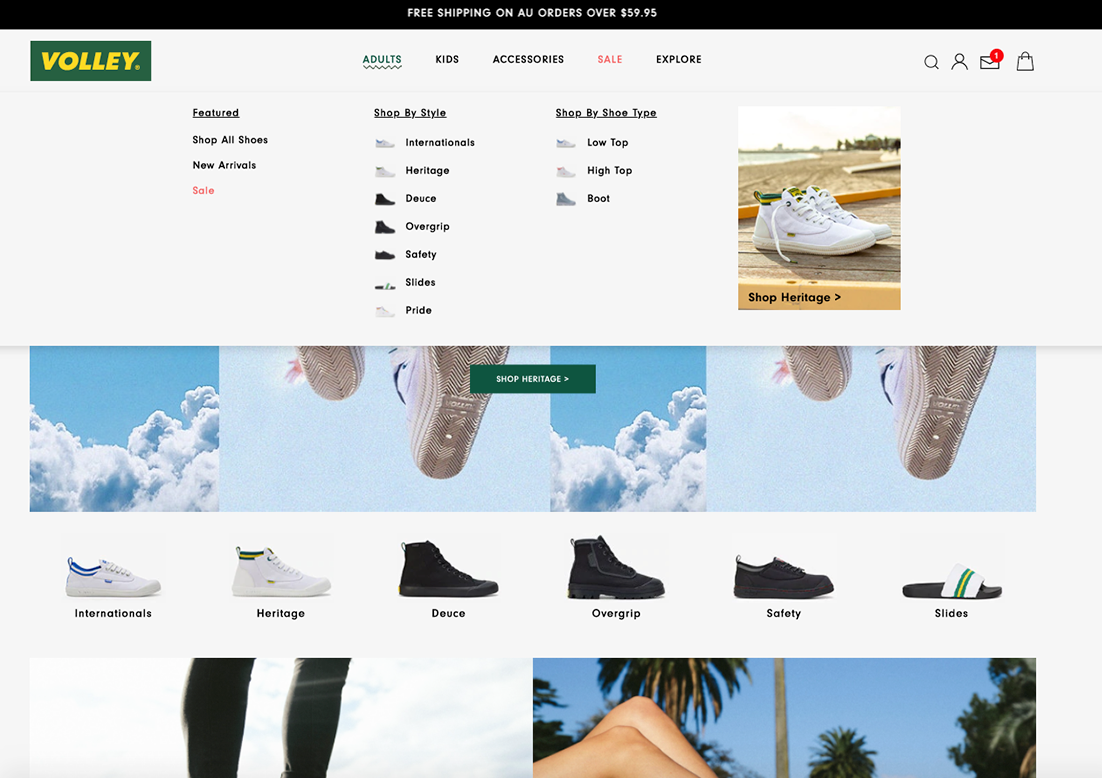 FREE SHIPPING ON AU ORDERS OVER $59.95
VOLLEY®
ADULTS KIDS ACCESSORIES SALE EXPLORE
1
Featured
Shop All Shoes
New Arrivals
Sale
Shop By Style
Internationals
Heritage
Deuce
Overgrip
Safety
Slides
Pride
Shop By Shoe Type
Low Top
High Top
Boot
Shop Heritage >
SHOP HERITAGE >
Internationals
Heritage
Deuce
Overgrip
Safety
Slides